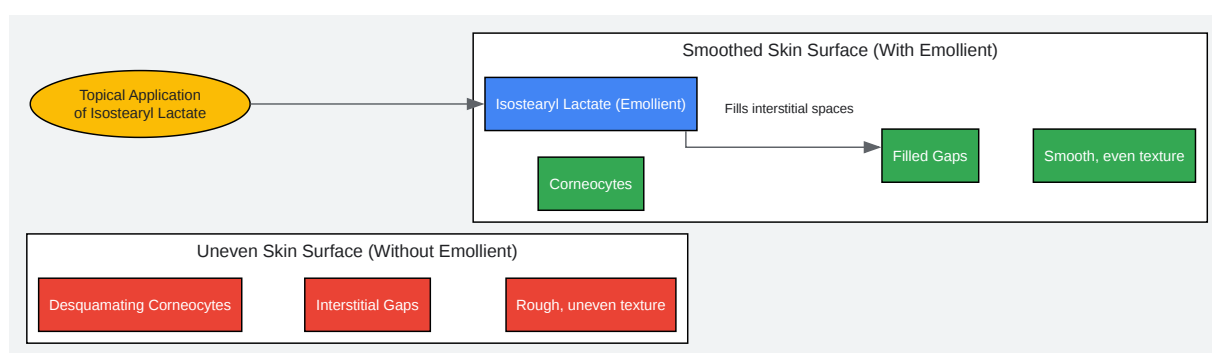 Smoothed Skin Surface (With Emollient)
Topical Application
of Isostearyl Lactate
Isostearyl Lactate (Emollient)
Fills interstitial spaces
Filled Gaps
Smooth, even texture
Corneocytes
Uneven Skin Surface (Without Emollient)
Desquamating Corneocytes
Interstitial Gaps
Rough, uneven texture